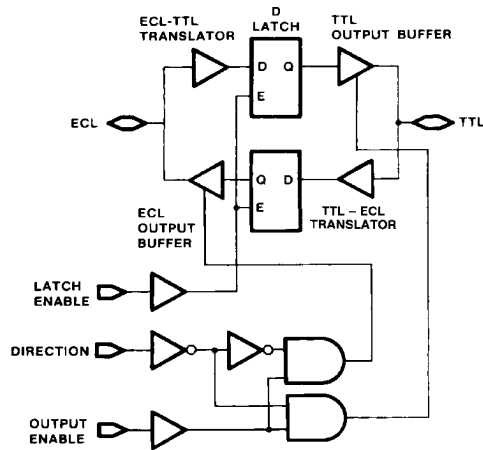 ECL-TTL
TRANSLATOR
D
LATCH
TTL
OUTPUT BUFFER
D Q
E
ECL
TTL
Q D
E
ECL
OUTPUT
BUFFER
TTL – ECL
TRANSLATOR
LATCH
ENABLE
DIRECTION
OUTPUT
ENABLE